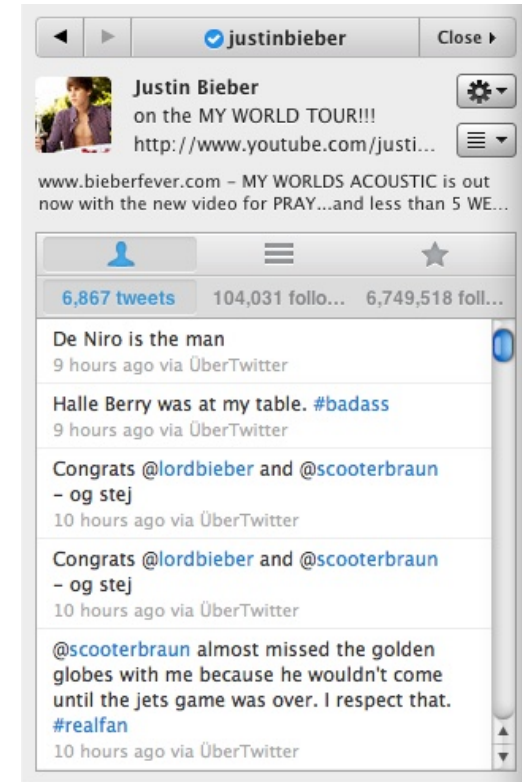 justinbieber
Close
Justin Bieber
on the MY WORLD TOUR!!!
http://www.youtube.com/justi...
www.bieberfever.com – MY WORLDS ACOUSTIC is out
now with the new video for PRAY...and less than 5 WE...
6,867 tweets 104,031 follo... 6,749,518 foll...
De Niro is the man
9 hours ago via ÜberTwitter
Halle Berry was at my table. #badass
9 hours ago via ÜberTwitter
Congrats @lordbieber and @scooterbraun
– og stej
10 hours ago via ÜberTwitter
Congrats @lordbieber and @scooterbraun
– og stej
10 hours ago via ÜberTwitter
@scooterbraun almost missed the golden
globes with me because he wouldn't come
until the jets game was over. I respect that.
#realfan
10 hours ago via ÜberTwitter